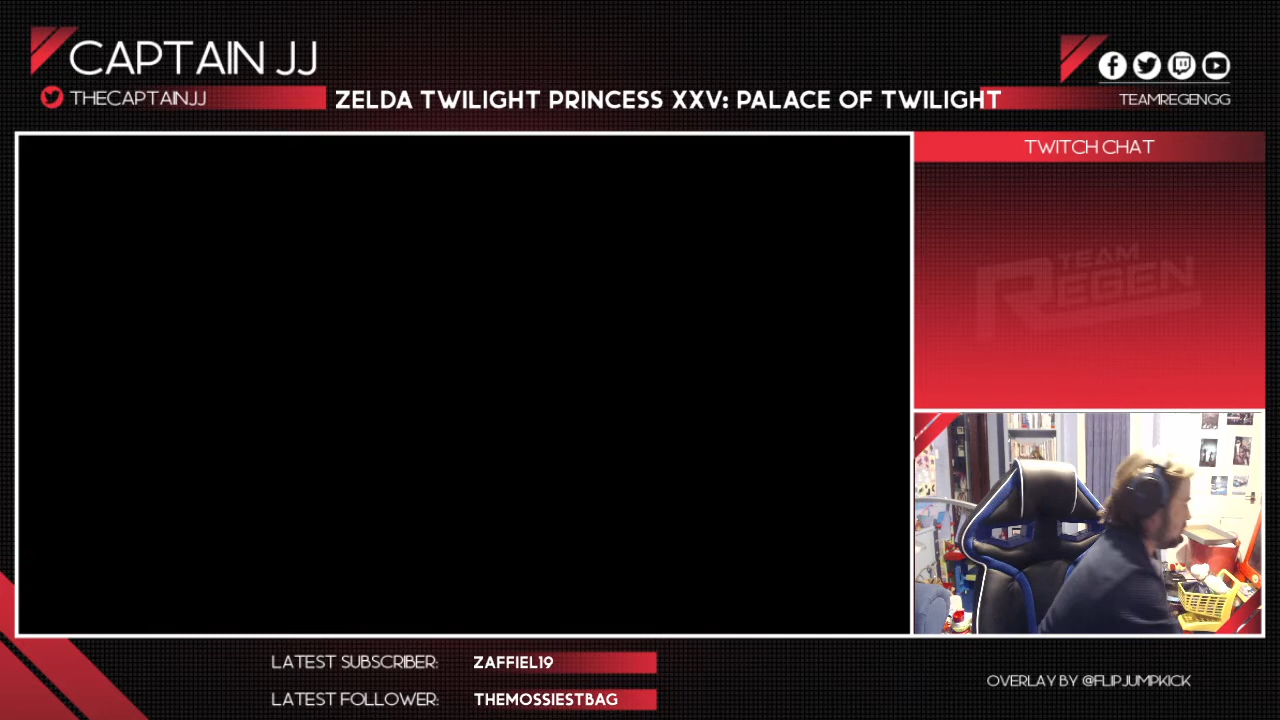 CAPTAIN JJ
THECAPTAINJJ
ZELDA TWILIGHT PRINCESS XXV: PALACE OF TWILIGHT
TEAMREGENGG
TWITCH CHAT
TEAM
REGEN
LATEST SUBSCRIBER: ZAFFIEL19
LATEST FOLLOWER: THEMOSSIESTBAG
OVERLAY BY @FLIPJUMPKICK